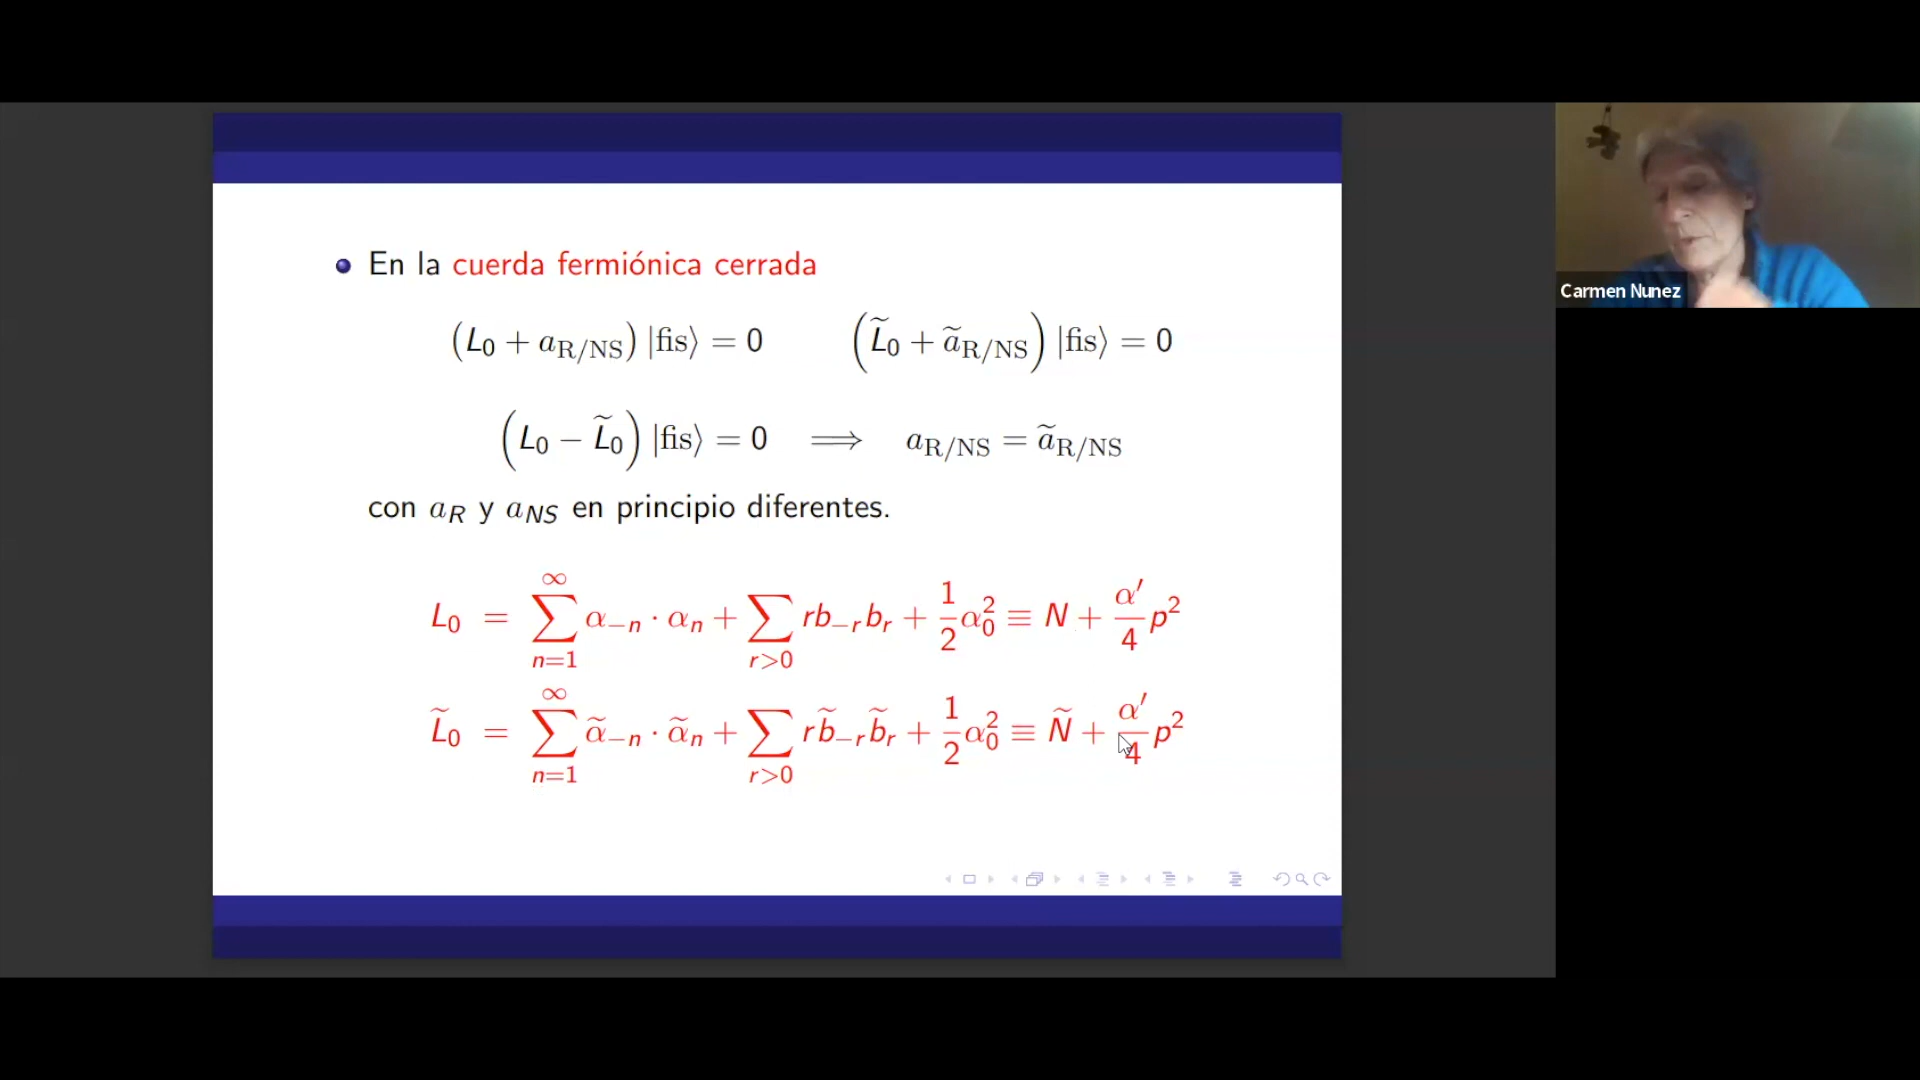 En la cuerda fermiónica cerrada
(L₀ + a_{R/NS}) |fis⟩ = 0    (L̃₀ + ã_{R/NS}) |fis⟩ = 0
(L₀ − L̃₀) |fis⟩ = 0 ⟹ a_{R/NS} = ã_{R/NS}
con a_R y a_{NS} en principio diferentes.
L₀ = ∑_{n=1}^{∞} α_{−n} · α_n + ∑_{r>0} r b_{−r} b_r + 1/2 α₀² ≡ N + α′/4 p²
L̃₀ = ∑_{n=1}^{∞} α̃_{−n} · α̃_n + ∑_{r>0} r b̃_{−r} b̃_r + 1/2 α₀² ≡ Ñ + α′/4 p²
Carmen Nunez